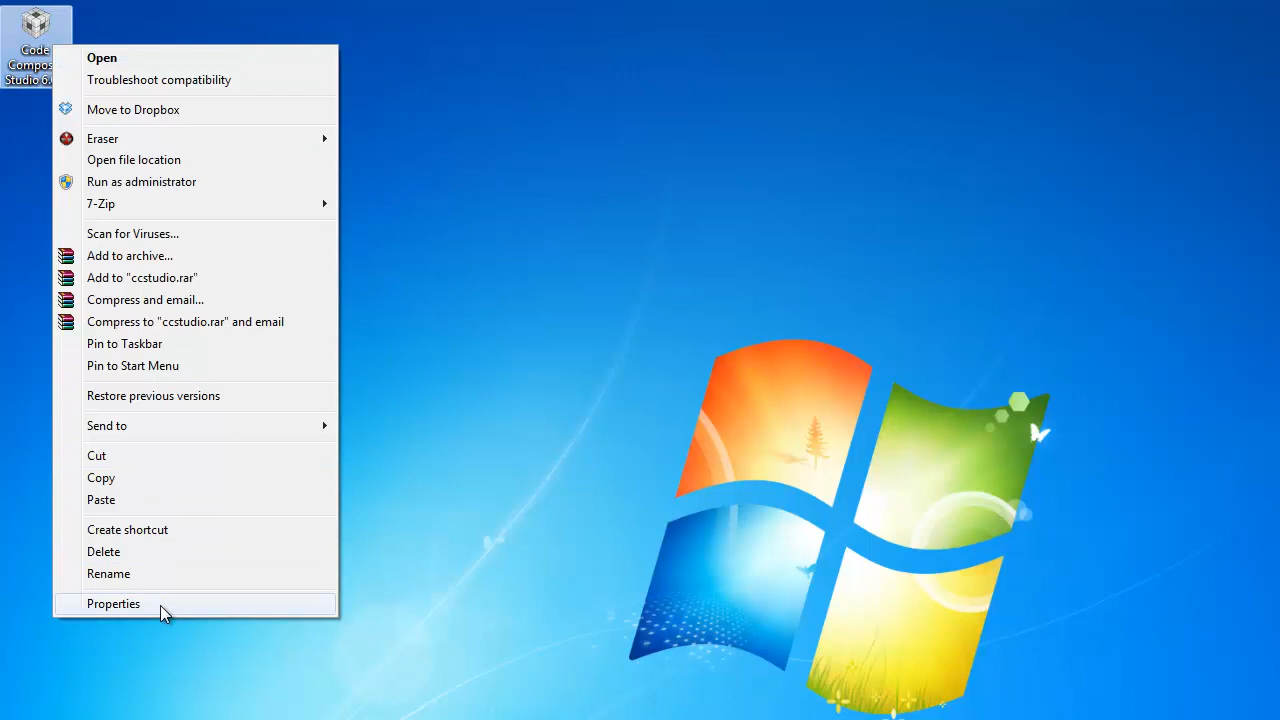 Code
Compos
Studio 6.
Open
Troubleshoot compatibility
Move to Dropbox
Eraser
Open file location
Run as administrator
7-Zip
Scan for Viruses...
Add to archive...
Add to "ccstudio.rar"
Compress and email...
Compress to "ccstudio.rar" and email
Pin to Taskbar
Pin to Start Menu
Restore previous versions
Send to
Cut
Copy
Paste
Create shortcut
Delete
Rename
Properties